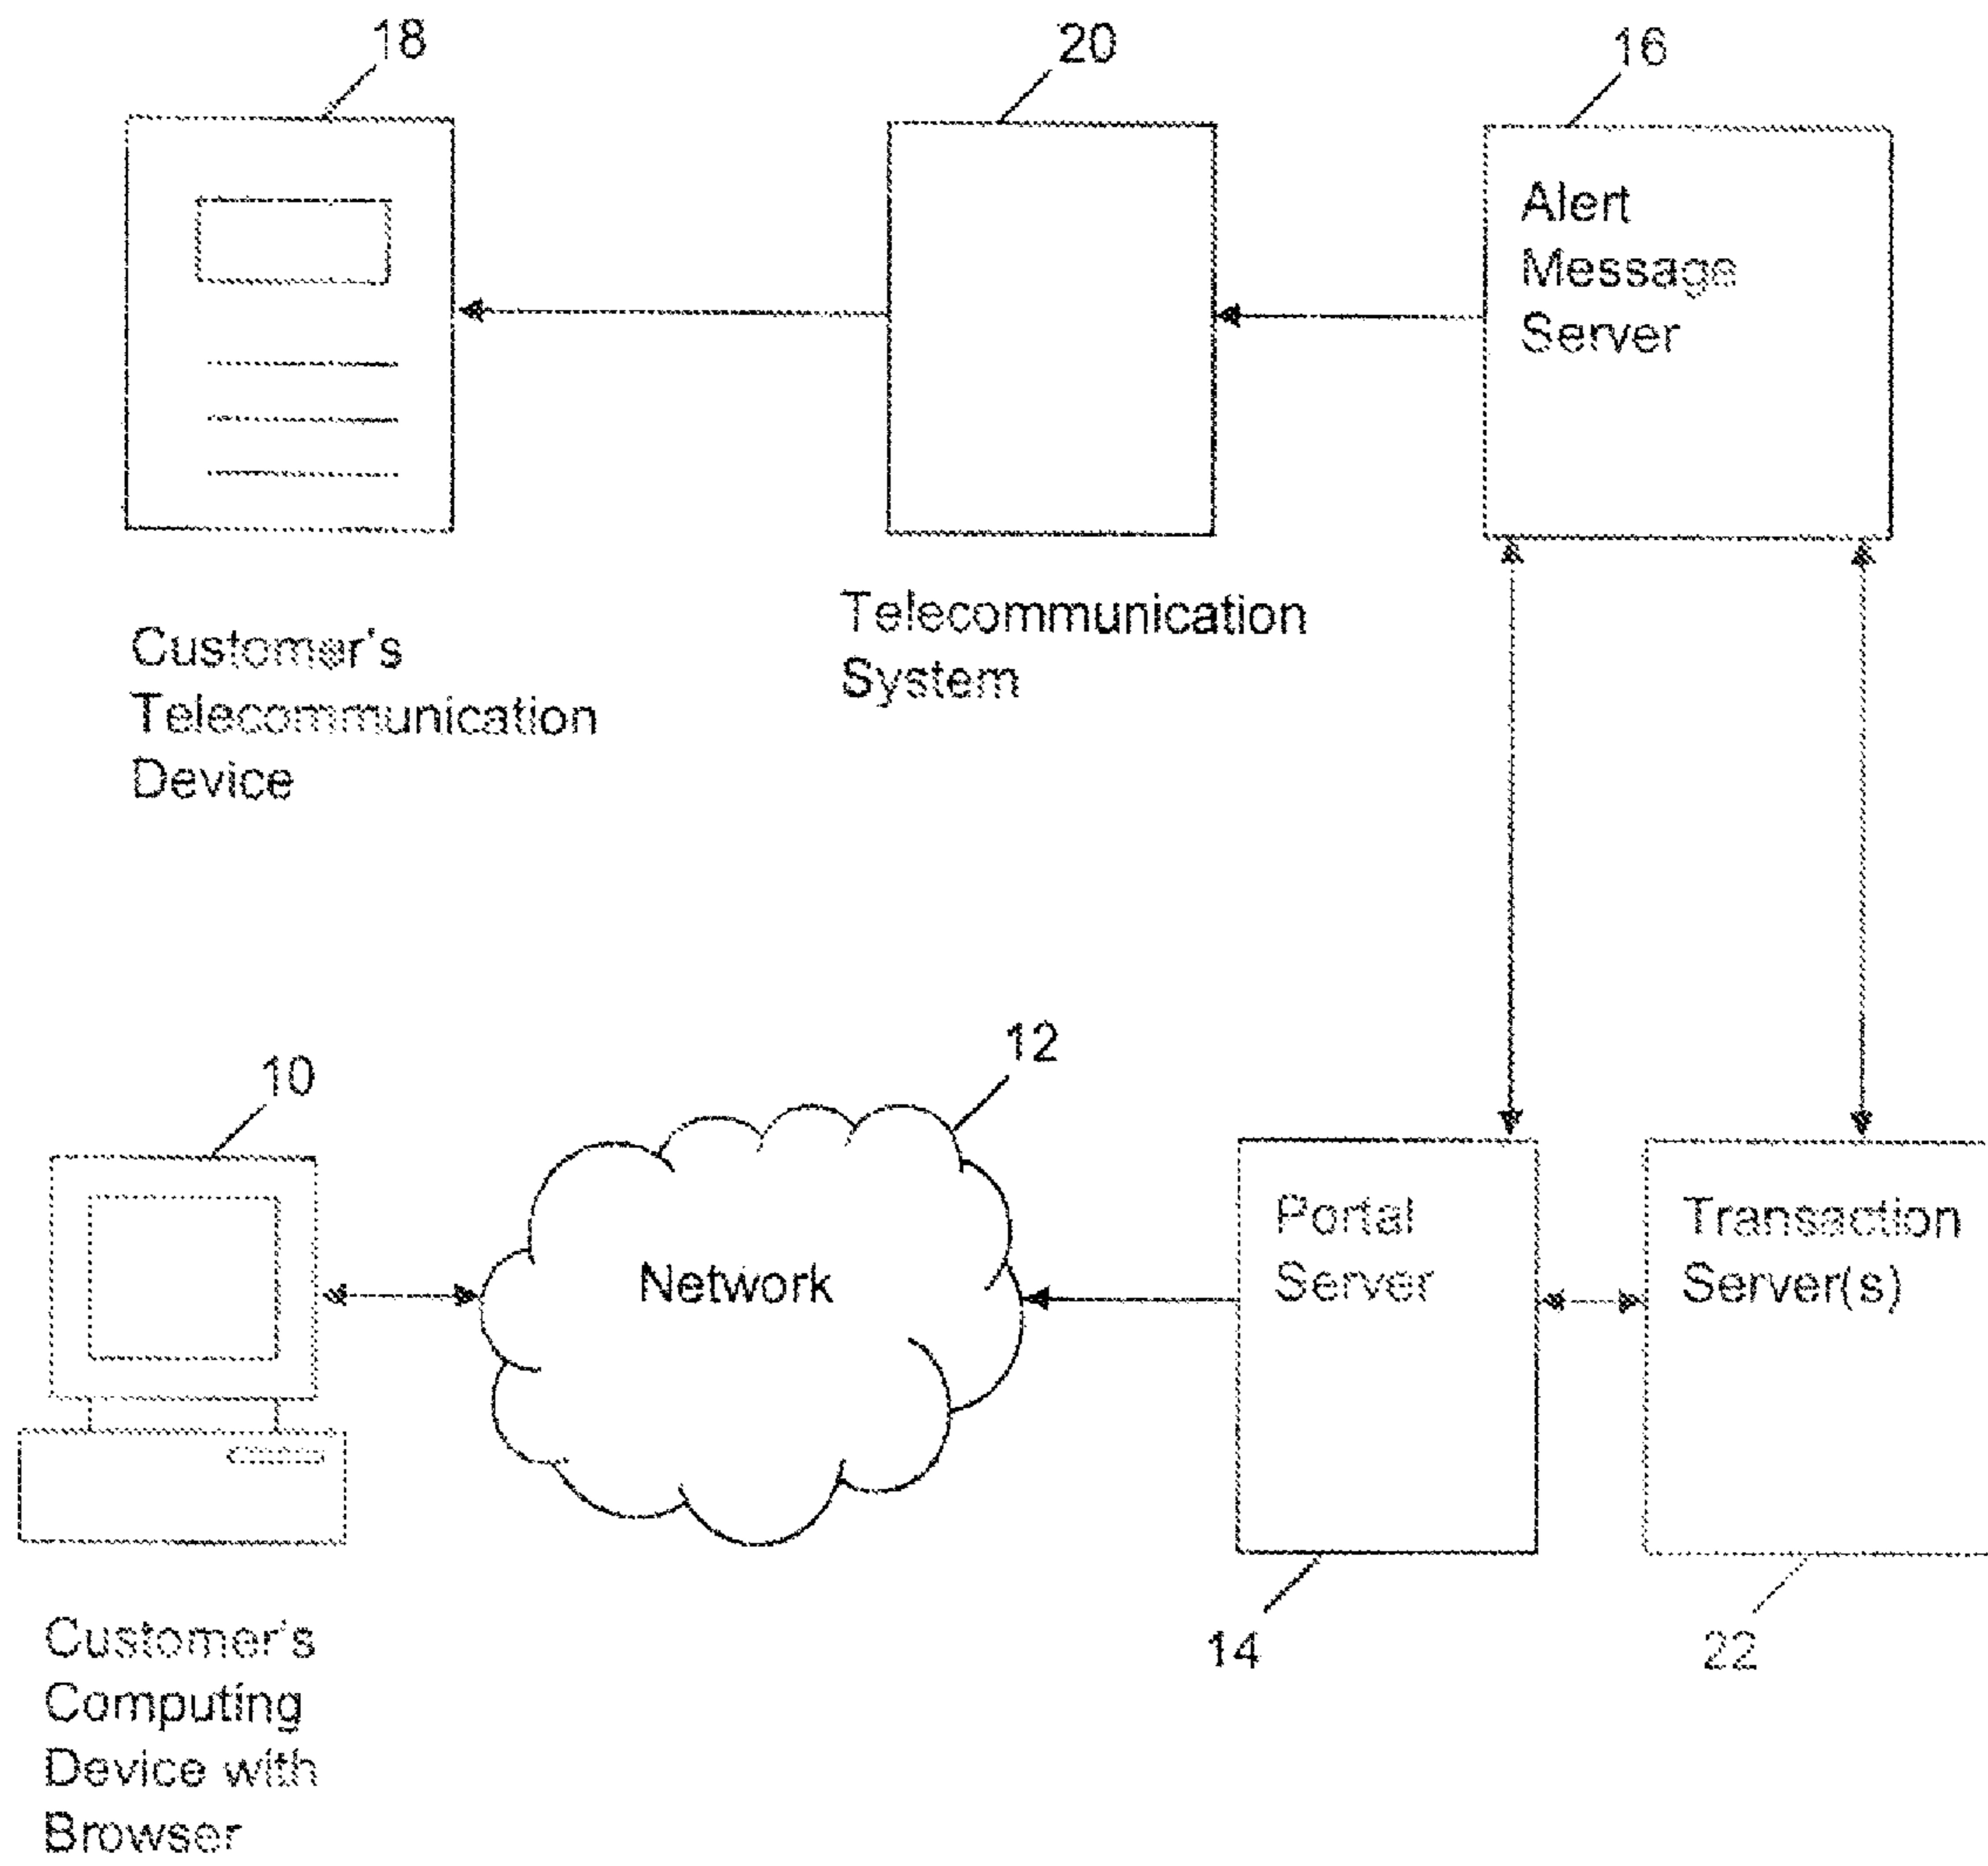 18
20
16
Alert
Message
Server
Customer's
Telecommunication
Device
Telecommunication
System
10
12
Network
Portal
Server
Transaction
Server(s)
14
22
Customer's
Computing
Device with
Browser